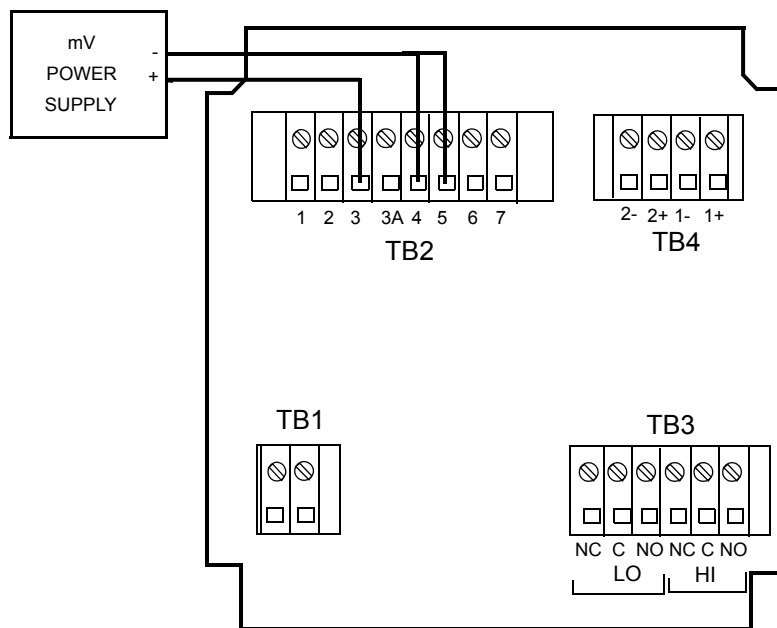 mV -
POWER +
SUPPLY
1 2 3 3A 4 5 6 7
TB2
2- 2+ 1- 1+
TB4
TB1
TB3
NC C NO NC C NO
LO HI